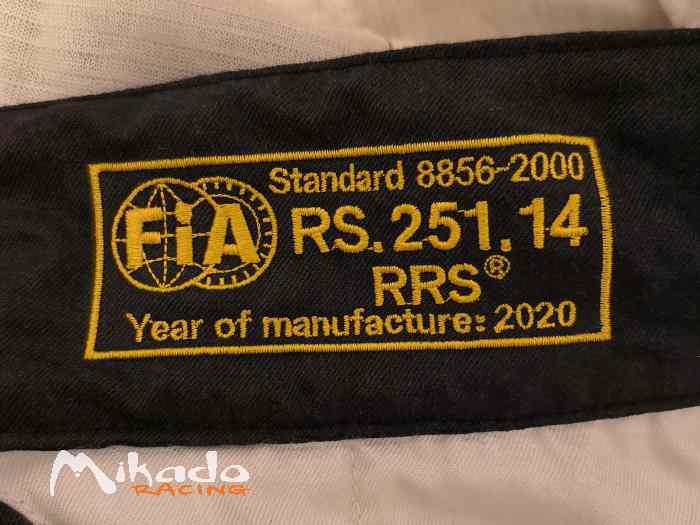 Standard 8856-2000
FiA
RS.251.14
RRS®
Year of manufacture: 2020
Mikado
RACING